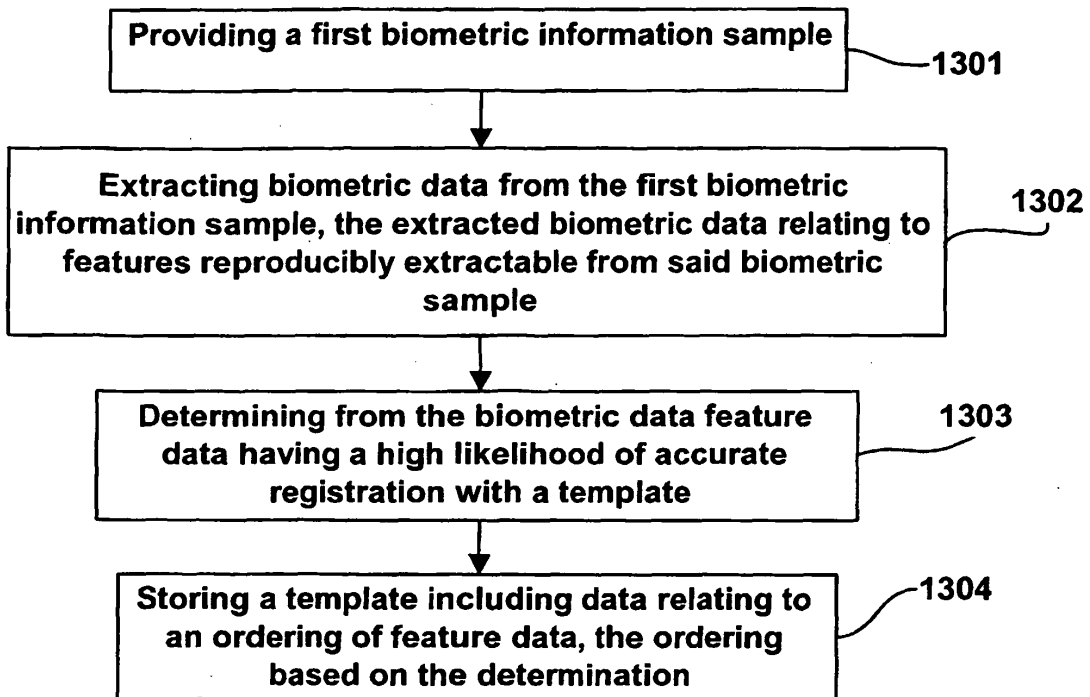 Providing a first biometric information sample
1301
Extracting biometric data from the first biometric
information sample, the extracted biometric data relating to
features reproducibly extractable from said biometric
sample
1302
Determining from the biometric data feature
data having a high likelihood of accurate
registration with a template
1303
Storing a template including data relating to
an ordering of feature data, the ordering
based on the determination
1304